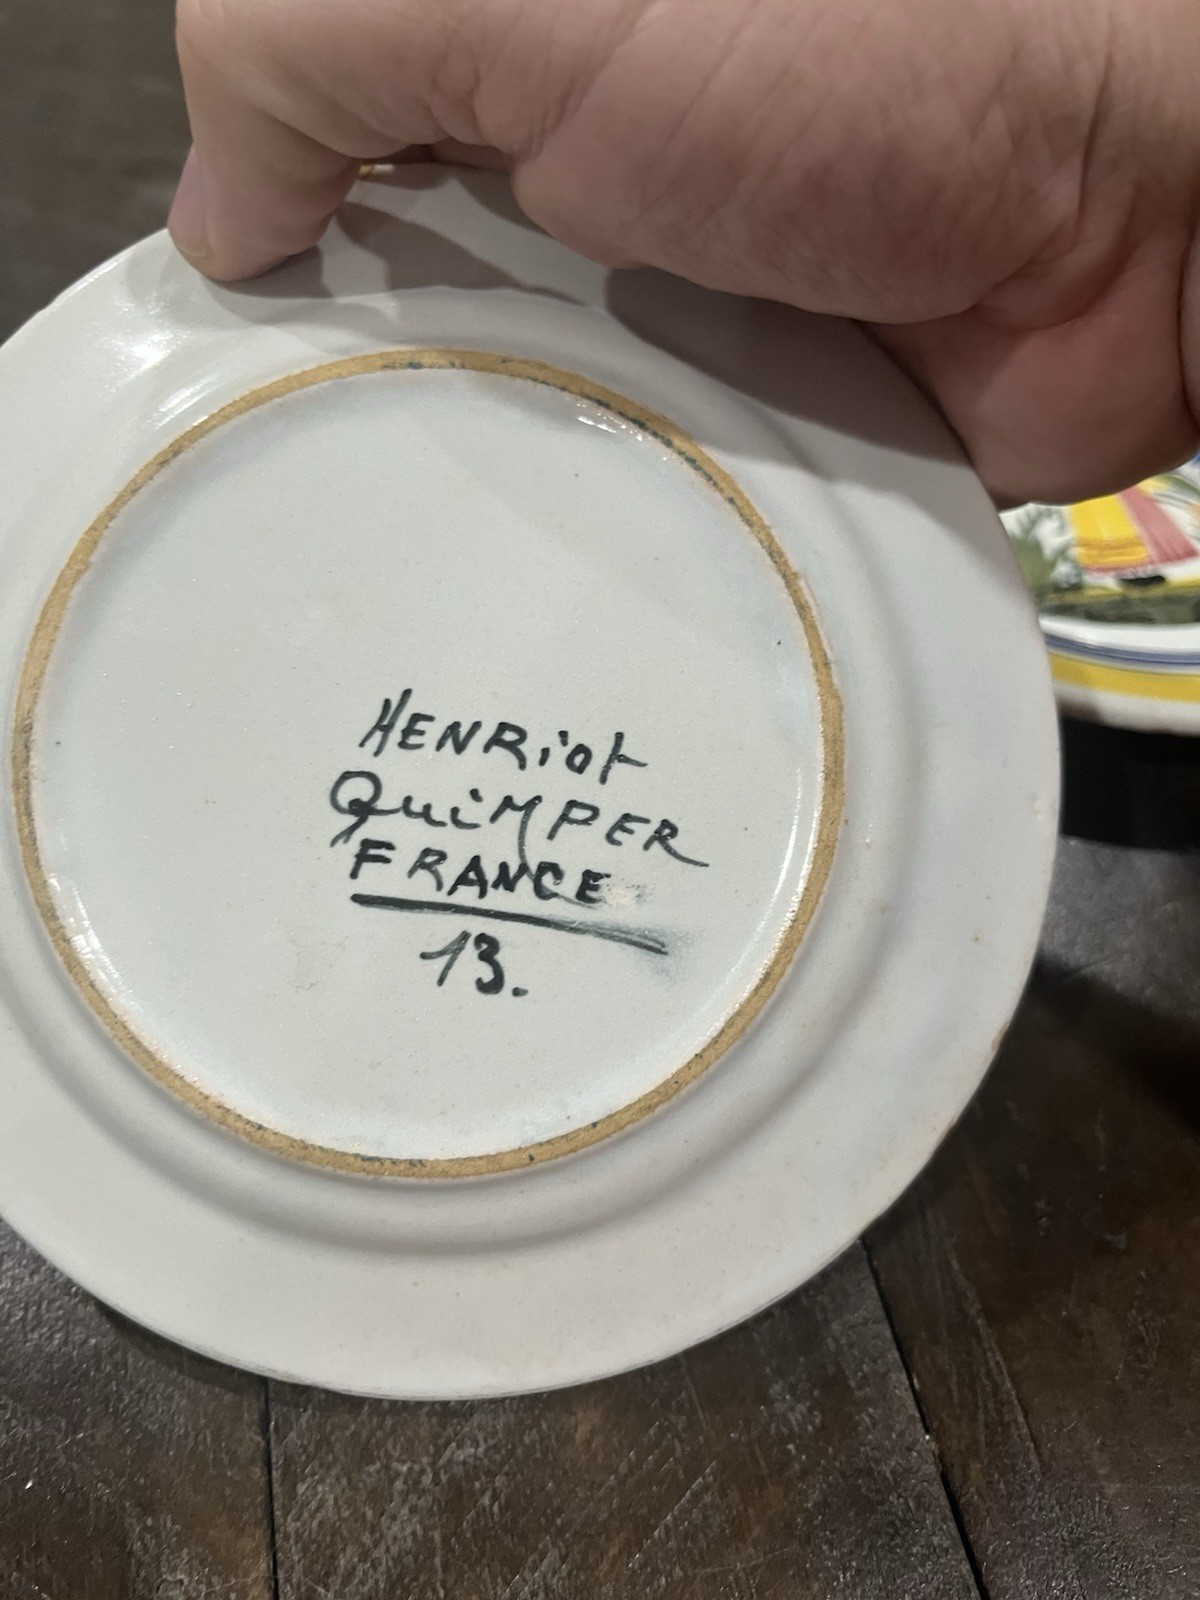 HENRiot
QuiMPER
FRANCE
13.